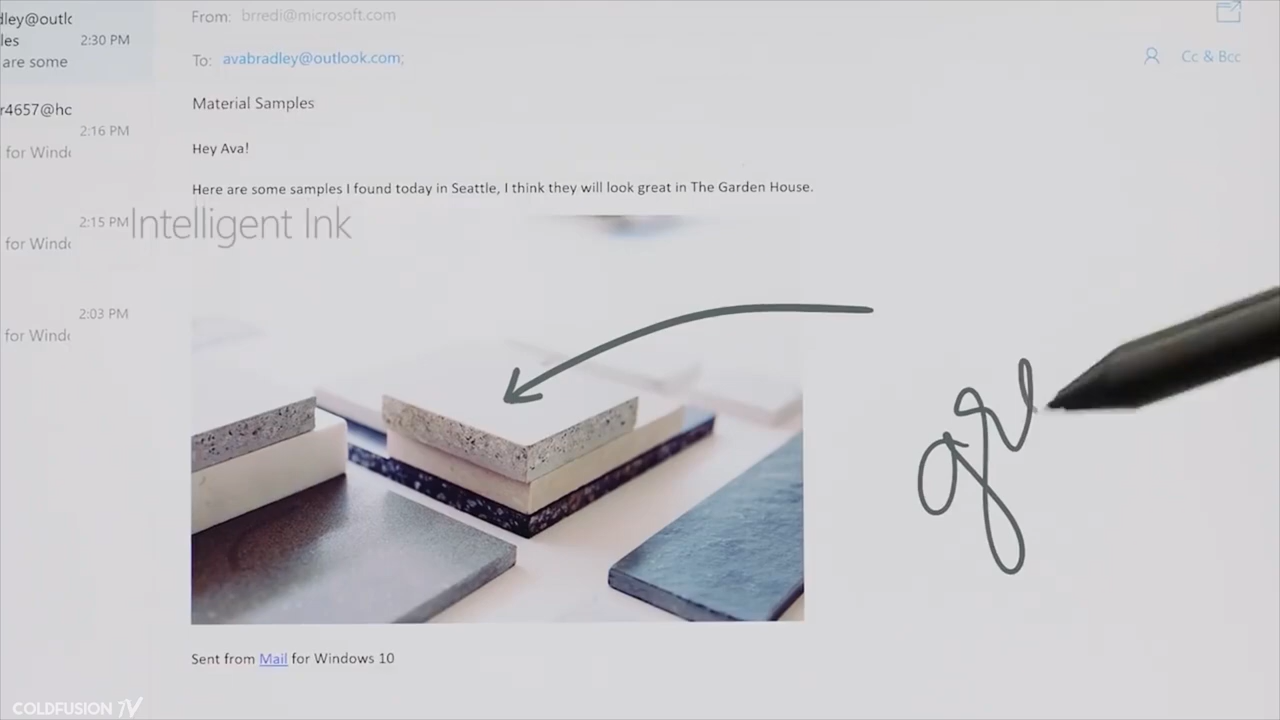 dley@outlo
les 2:30 PM
are some
r4657@hc
2:16 PM
for Windo
2:15 PM
for Windo
2:03 PM
for Windo
From: brredi@microsoft.com
To: avabradley@outlook.com;
Cc & Bcc
Material Samples
Hey Ava!
Here are some samples I found today in Seattle, I think they will look great in The Garden House.
Intelligent Ink
Sent from Mail for Windows 10
COLDFUSION TV